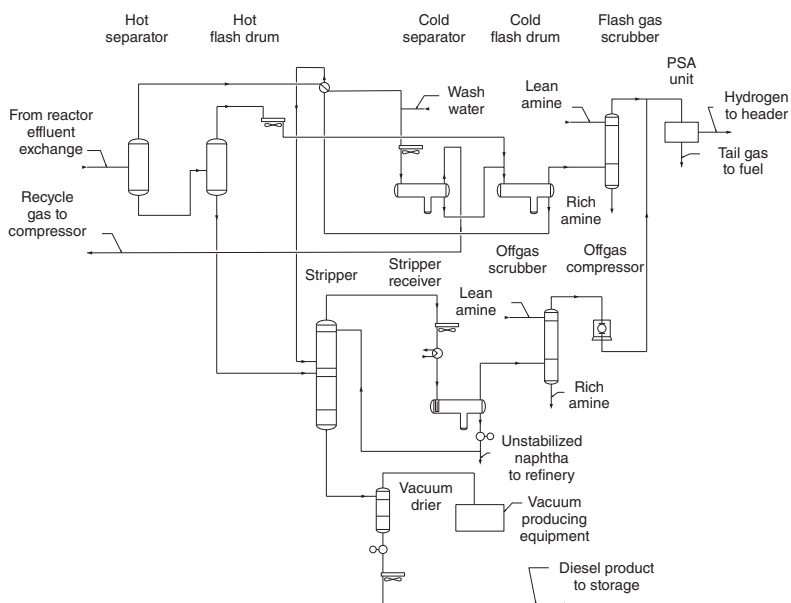 Hot
separator
Hot
flash drum
Cold
separator
Cold
flash drum
Flash gas
scrubber
PSA
unit
From reactor
effluent
exchange
Wash
water
Lean
amine
Hydrogen
to header
Tail gas
to fuel
Recycle
gas to
compressor
Rich
amine
Stripper
Stripper
receiver
Offgas
scrubber
Offgas
compressor
Lean
amine
Rich
amine
Unstabilized
naphtha
to refinery
Vacuum
drier
Vacuum
producing
equipment
Diesel product
to storage